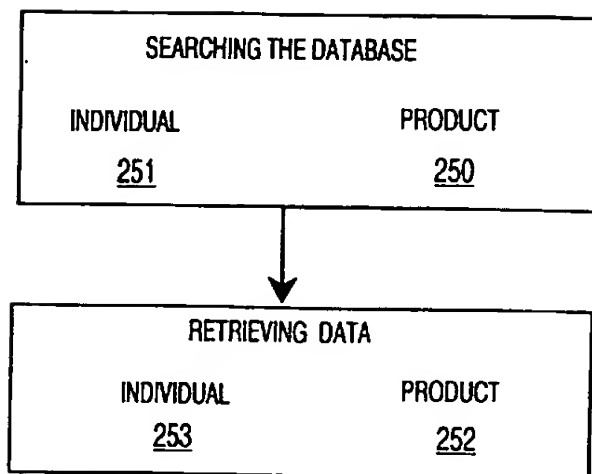 SEARCHING THE DATABASE
INDIVIDUAL PRODUCT
251 250
RETRIEVING DATA
INDIVIDUAL PRODUCT
253 252